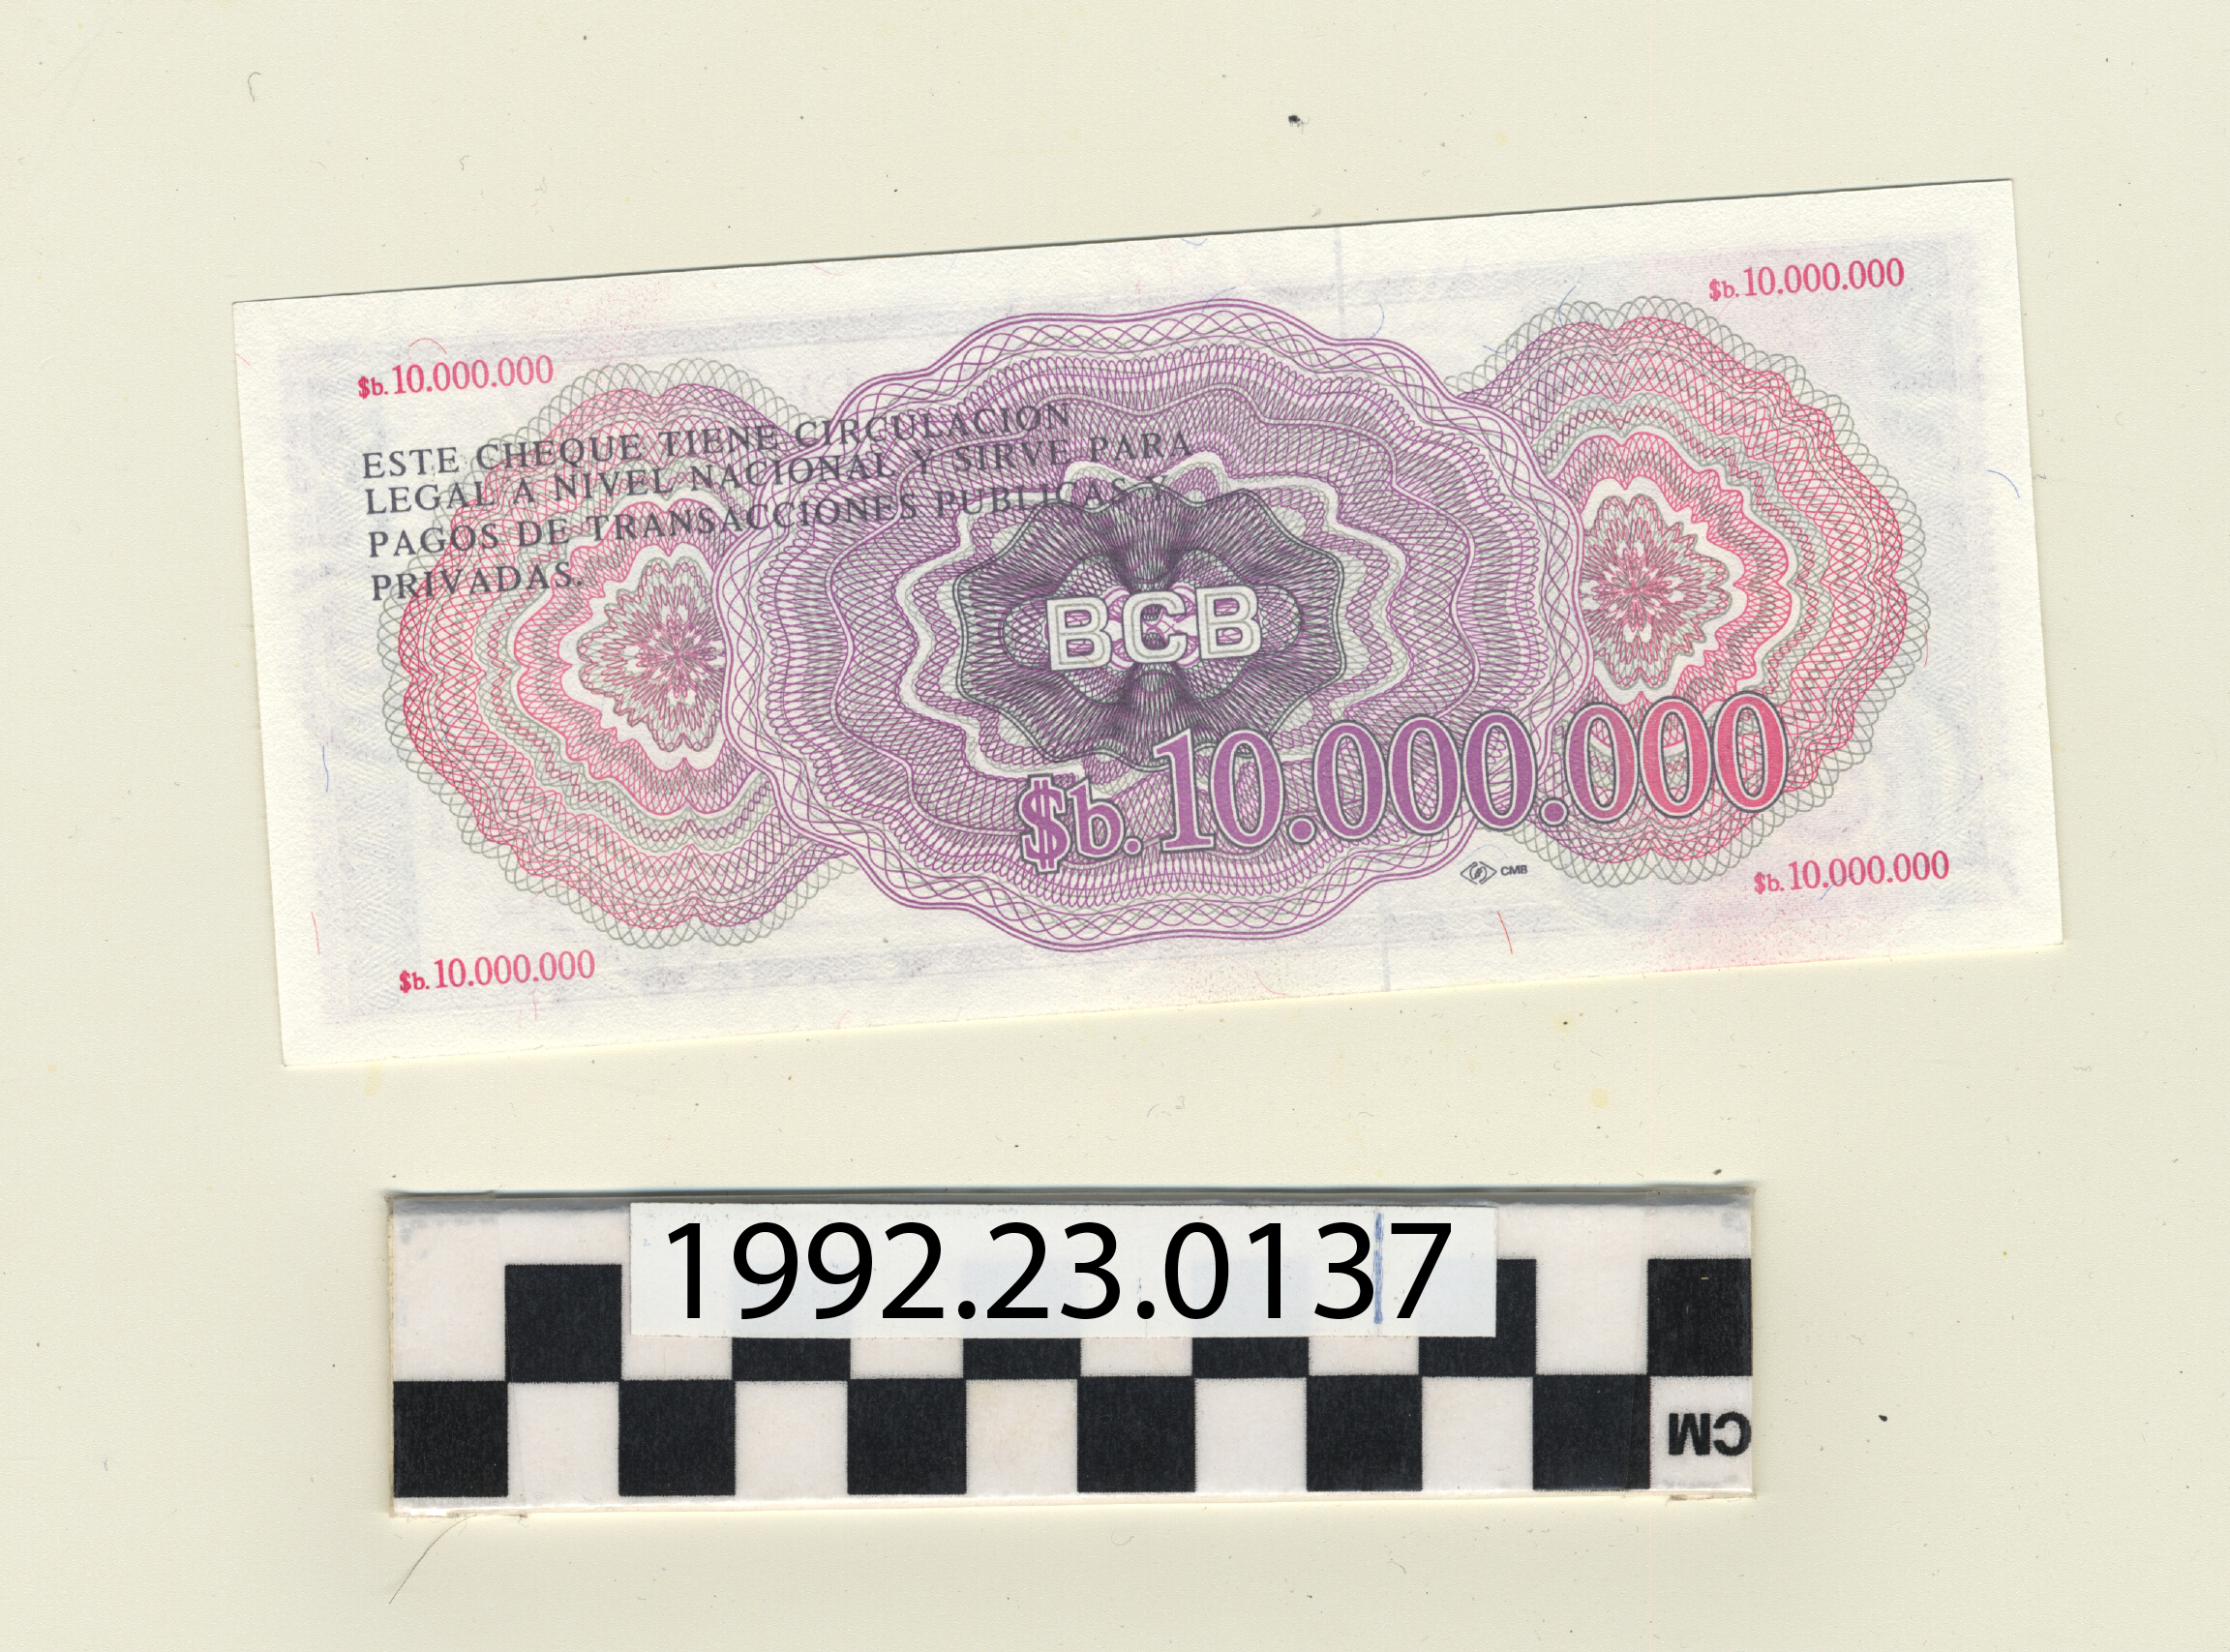 $b. 10.000.000
$b. 10.000.000
ESTE CHEQUE TIENE CIRCULACION
LEGAL A NIVEL NACIONAL Y SIRVE PARA
PAGOS DE TRANSACCIONES PUBLICAS Y
PRIVADAS.
BCB
$b. 10.000.000
CMB
$b. 10.000.000
$b. 10.000.000
1992.23.0137
CM